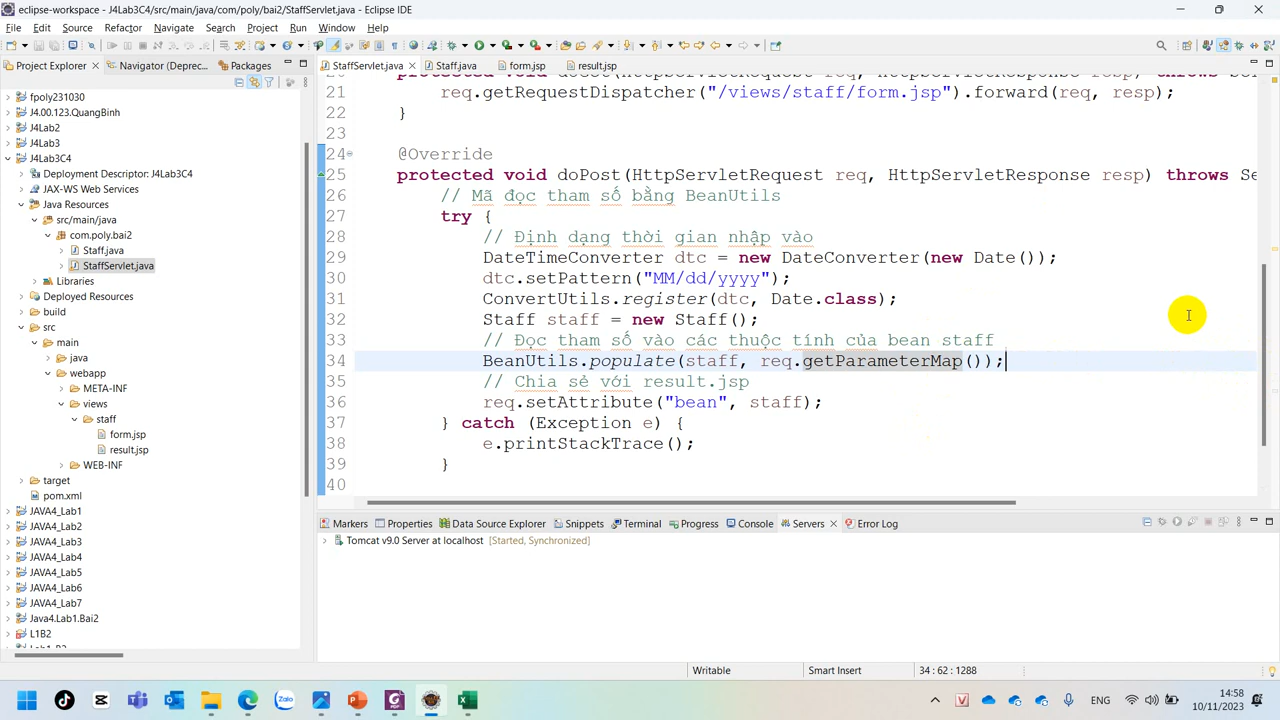 eclipse-workspace - J4Lab3C4/src/main/java/com/poly/bai2/StaffServlet.java - Eclipse IDE
File Edit Source Refactor Navigate Search Project Run Window Help
Project Explorer Navigator (Deprec... Packages
StaffServlet.java Staff.java form.jsp result.jsp
fpoly231030
J4.00.123.QuangBinh
J4Lab2
J4Lab3
J4Lab3C4
Deployment Descriptor: J4Lab3C4
JAX-WS Web Services
Java Resources
src/main/java
com.poly.bai2
Staff.java
StaffServlet.java
Libraries
Deployed Resources
build
src
main
java
webapp
META-INF
views
staff
form.jsp
result.jsp
WEB-INF
target
pom.xml
JAVA4_Lab1
JAVA4_Lab2
JAVA4_Lab3
JAVA4_Lab4
JAVA4_Lab5
JAVA4_Lab6
JAVA4_Lab7
Java4.Lab1.Bai2
L1B2
21 req.getRequestDispatcher("/views/staff/form.jsp").forward(req, resp);
22 }
23
24 @Override
25 protected void doPost(HttpServletRequest req, HttpServletResponse resp) throws Se
26 // Mã đọc tham số bằng BeanUtils
27 try {
28 // Định dạng thời gian nhập vào
29 DateTimeConverter dtc = new DateConverter(new Date());
30 dtc.setPattern("MM/dd/yyyy");
31 ConvertUtils.register(dtc, Date.class);
32 Staff staff = new Staff();
33 // Đọc tham số vào các thuộc tính của bean staff
34 BeanUtils.populate(staff, req.getParameterMap());
35 // Chia sẻ với result.jsp
36 req.setAttribute("bean", staff);
37 } catch (Exception e) {
38 e.printStackTrace();
39 }
40
Markers Properties Data Source Explorer Snippets Terminal Progress Console Servers Error Log
Tomcat v9.0 Server at localhost [Started, Synchronized]
Writable Smart Insert 34 : 62 : 1288
Zalo
ENG
14:58
10/11/2023